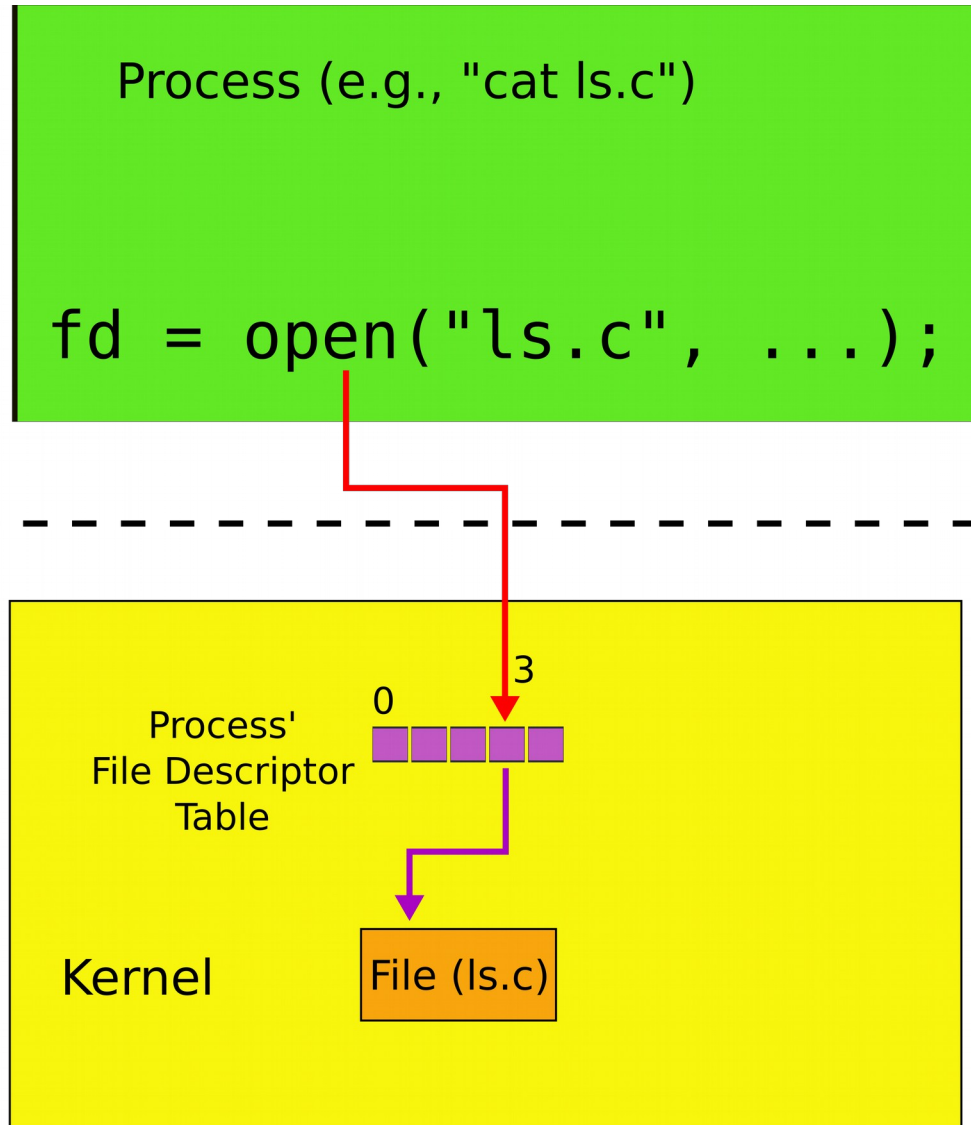 Process (e.g., "cat ls.c")
fd = open("ls.c", ...);
3
0
Process'
File Descriptor
Table
Kernel
File (ls.c)